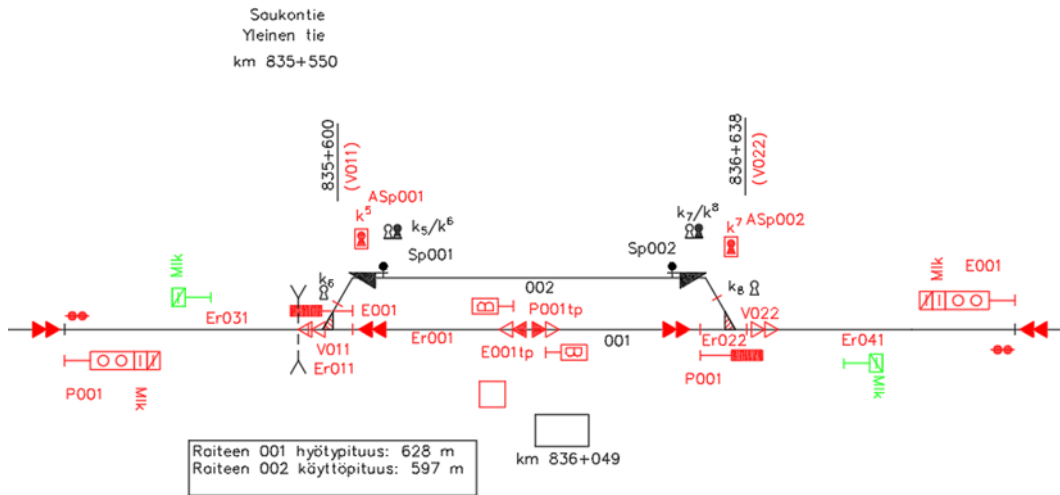 Saukontie
Yleinen tie
km 835+550
835+600
(V011)
836+638
(V022)
k5
ASp001
k5/k6
k7/k8
k7
ASp002
Sp001
Sp002
Mlk
k6
002
k8
Mlk
E001
Er031
E001
P001tp
V022
V011
Er001
E001tp
001
Er022
Er041
Er011
P001
Mlk
P001
Mlk
Raiteen 001 hyötypituus: 628 m
Raiteen 002 käyttöpituus: 597 m
km 836+049